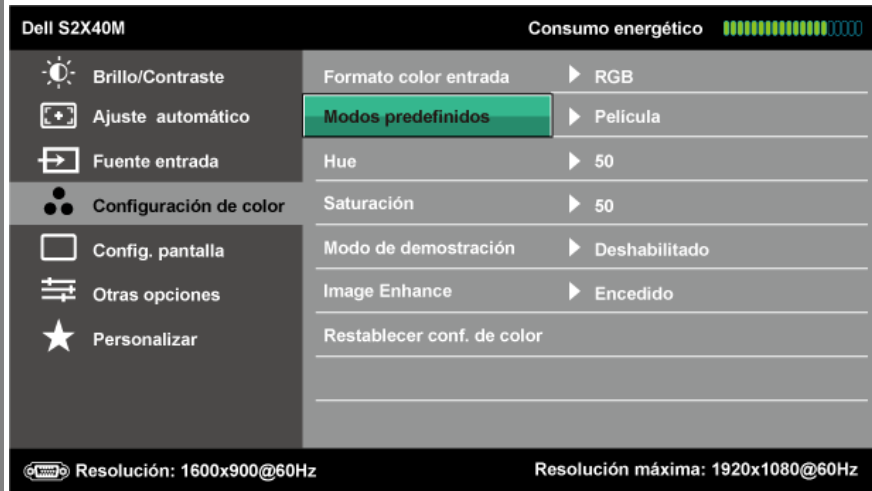 Dell S2X40M
Consumo energético
Brillo/Contraste
Ajuste automático
Fuente entrada
Configuración de color
Config. pantalla
Otras opciones
Personalizar
Formato color entrada RGB
Modos predefinidos Película
Hue 50
Saturación 50
Modo de demostración Deshabilitado
Image Enhance Encedido
Restablecer conf. de color
Resolución: 1600x900@60Hz
Resolución máxima: 1920x1080@60Hz